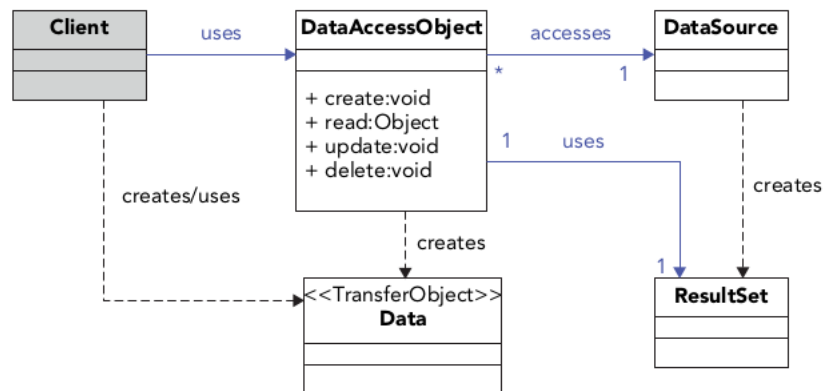 Client
uses
DataAccessObject
accesses
DataSource
*
1
+ create:void
+ read:Object
+ update:void
+ delete:void
1
uses
creates/uses
creates
creates
1
<<TransferObject>>
Data
ResultSet